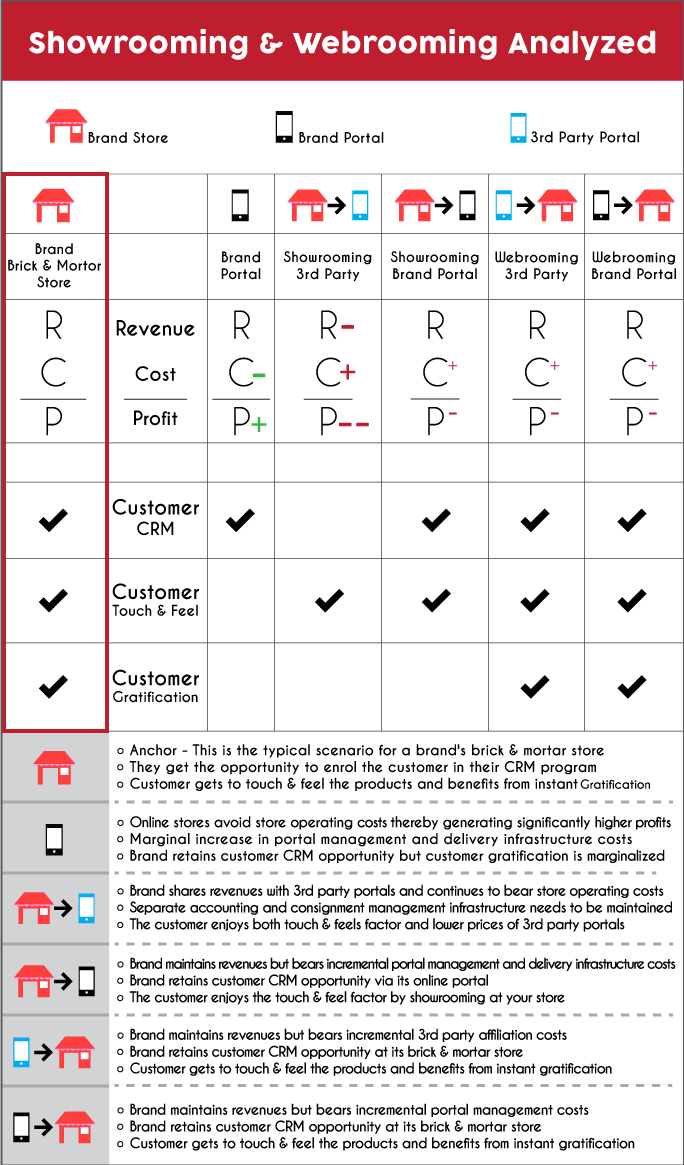 Showrooming & Webrooming Analyzed
Brand Store
Brand Portal
3rd Party Portal
Brand
Brick & Mortar
Store
Brand
Portal
Showrooming
3rd Party
Showrooming
Brand Portal
Webrooming
3rd Party
Webrooming
Brand Portal
R Revenue R R- R R R
C Cost C- C+ C+ C+ C+
P Profit P+ P-- P- P- P-
Customer
CRM
Customer
Touch & Feel
Customer
Gratification
Anchor - This is the typical scenario for a brand's brick & mortar store
They get the opportunity to enrol the customer in their CRM program
Customer gets to touch & feel the products and benefits from instant Gratification
Online stores avoid store operating costs thereby generating significantly higher profits
Marginal increase in portal management and delivery infrastructure costs
Brand retains customer CRM opportunity but customer gratification is marginalized
Brand shares revenues with 3rd party portals and continues to bear store operating costs
Separate accounting and consignment management infrastructure needs to be maintained
The customer enjoys both touch & feels factor and lower prices of 3rd party portals
Brand maintains revenues but bears incremental portal management and delivery infrastructure costs
Brand retains customer CRM opportunity via its online portal
The customer enjoys the touch & feel factor by showrooming at your store
Brand maintains revenues but bears incremental 3rd party affiliation costs
Brand retains customer CRM opportunity at its brick & mortar store
Customer gets to touch & feel the products and benefits from instant gratification
Brand maintains revenues but bears incremental portal management costs
Brand retains customer CRM opportunity at its brick & mortar store
Customer gets to touch & feel the products and benefits from instant gratification